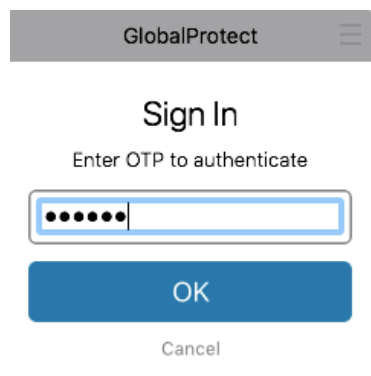 GlobalProtect
Sign In
Enter OTP to authenticate
••••••
OK
Cancel